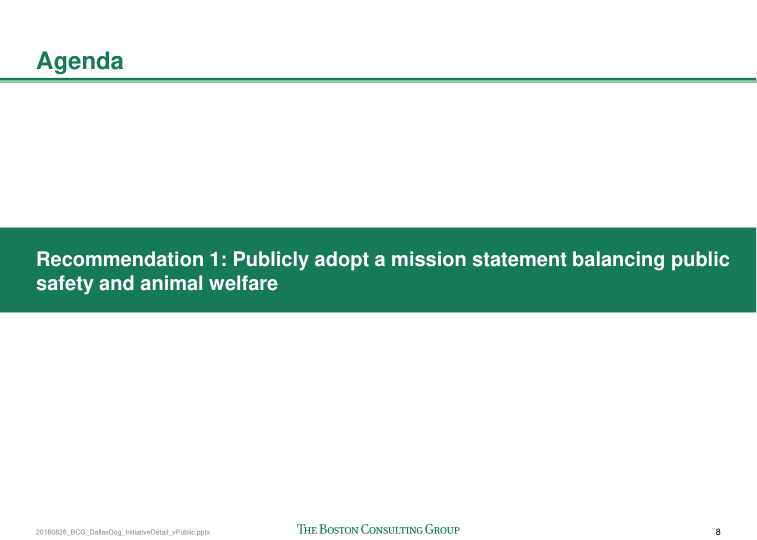 Agenda
Recommendation 1: Publicly adopt a mission statement balancing public
safety and animal welfare
20160826_BCG_DallasDog_InitiativeDetail_vPublic.pptx
THE BOSTON CONSULTING GROUP
8